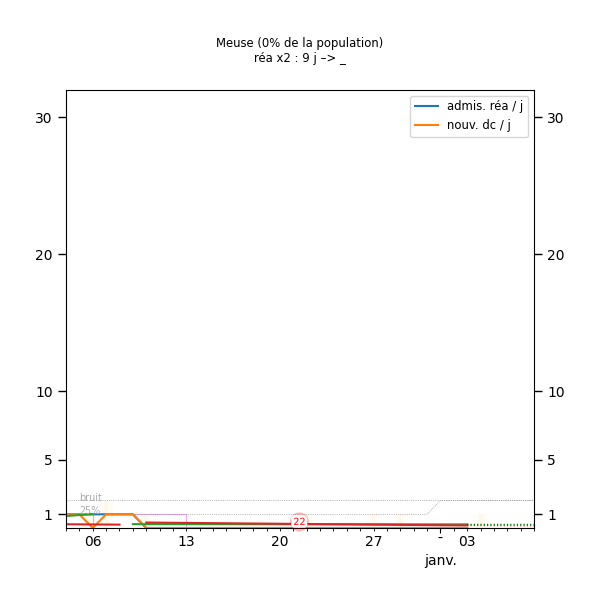 Meuse (0% de la population)
réa x2 : 9 j –> _
admis. réa / j
nouv. dc / j
30 30
20 20
10 10
5 5
bruit
25%
1 1
22
06 13 20 27 - 03
janv.